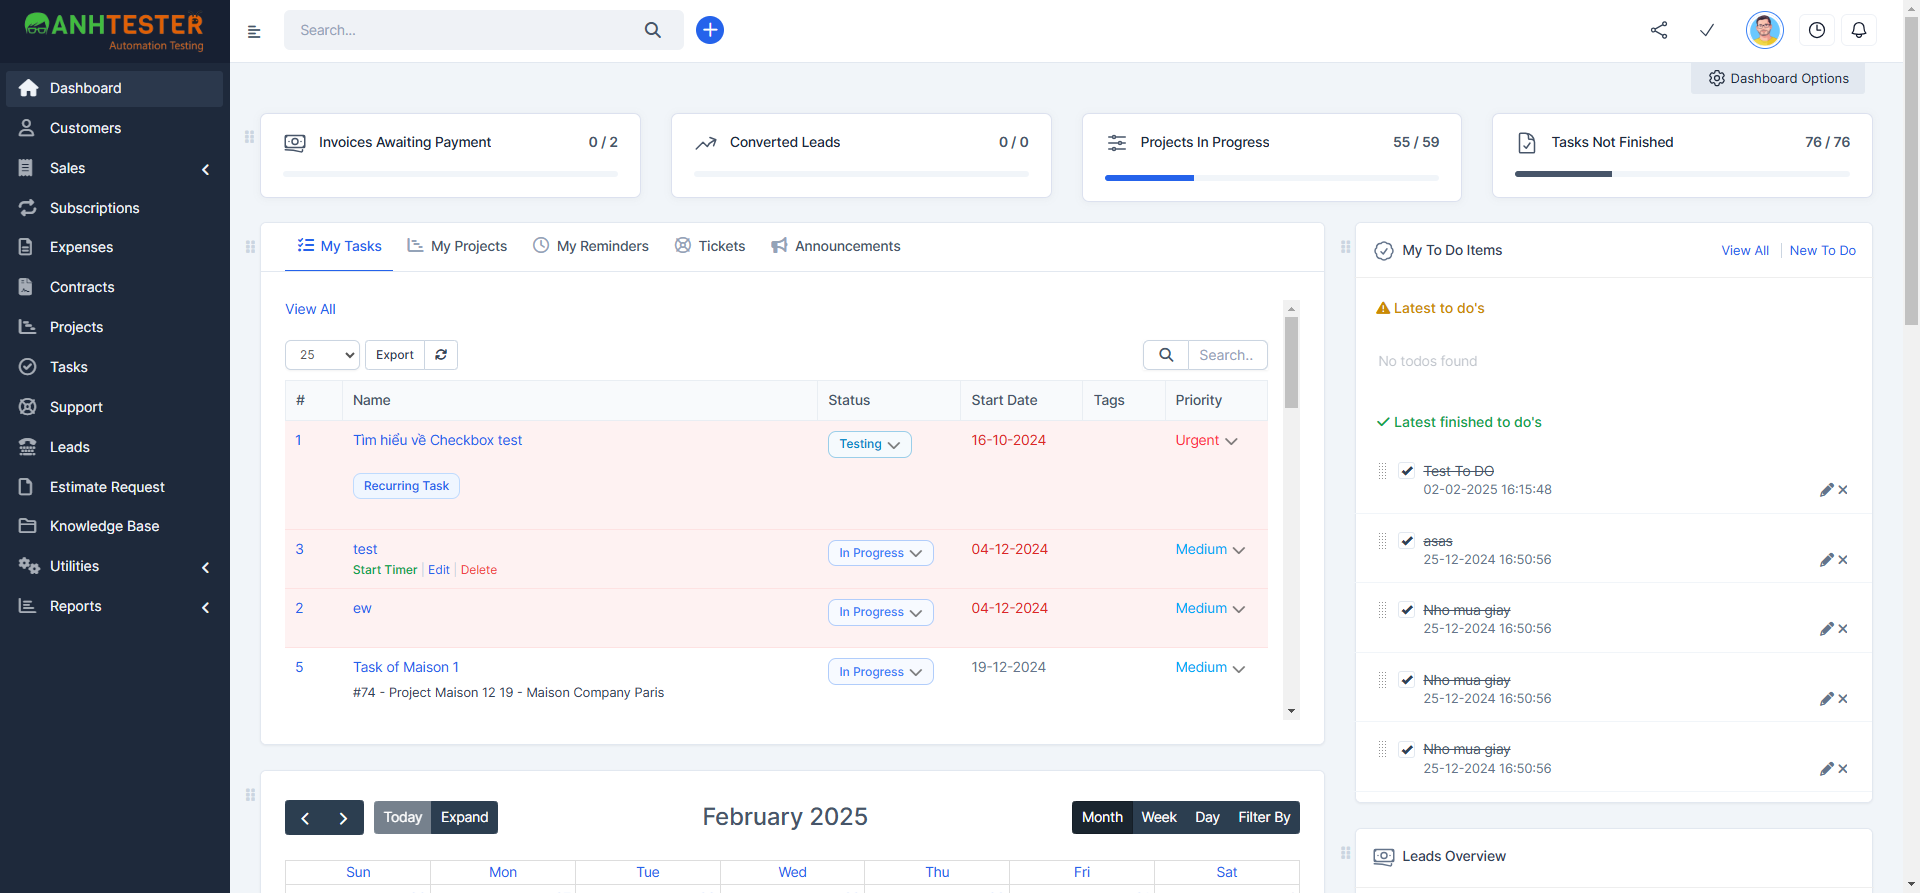 ANHTESTER
Automation Testing
Search...
Dashboard
Customers
Sales
Subscriptions
Expenses
Contracts
Projects
Tasks
Support
Leads
Estimate Request
Knowledge Base
Utilities
Reports
Dashboard Options
Invoices Awaiting Payment 0 / 2
Converted Leads 0 / 0
Projects In Progress 55 / 59
Tasks Not Finished 76 / 76
My Tasks My Projects My Reminders Tickets Announcements
View All
25 Export Search..
# Name Status Start Date Tags Priority
1 Tìm hiểu về Checkbox test Testing 16-10-2024 Urgent
Recurring Task
3 test In Progress 04-12-2024 Medium
Start Timer | Edit | Delete
2 ew In Progress 04-12-2024 Medium
5 Task of Maison 1 In Progress 19-12-2024 Medium
#74 - Project Maison 12 19 - Maison Company Paris
My To Do Items View All | New To Do
Latest to do's
No todos found
Latest finished to do's
Test To DO
02-02-2025 16:15:48
asas
25-12-2024 16:50:56
Nho mua giay
25-12-2024 16:50:56
Nho mua giay
25-12-2024 16:50:56
Nho mua giay
25-12-2024 16:50:56
Today Expand February 2025 Month Week Day Filter By
Sun Mon Tue Wed Thu Fri Sat
Leads Overview